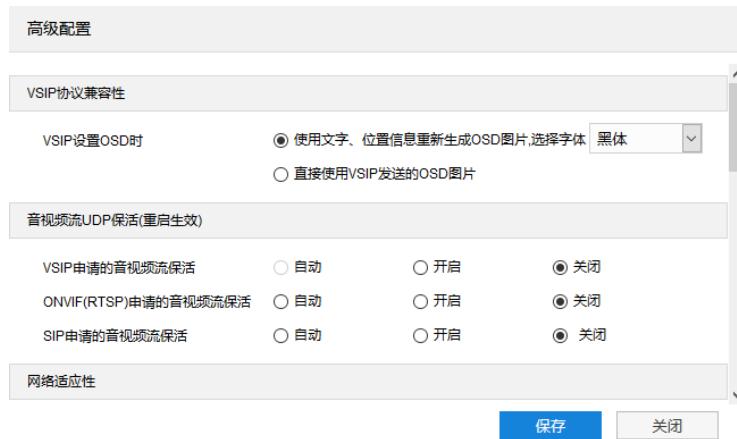 高级配置
VSIP协议兼容性
VSIP设置OSD时 使用文字、位置信息重新生成OSD图片,选择字体 黑体
直接使用VSIP发送的OSD图片
音视频流UDP保活(重启生效)
VSIP申请的音视频流保活 自动 开启 关闭
ONVIF(RTSP)申请的音视频流保活 自动 开启 关闭
SIP申请的音视频流保活 自动 开启 关闭
网络适应性
保存 关闭